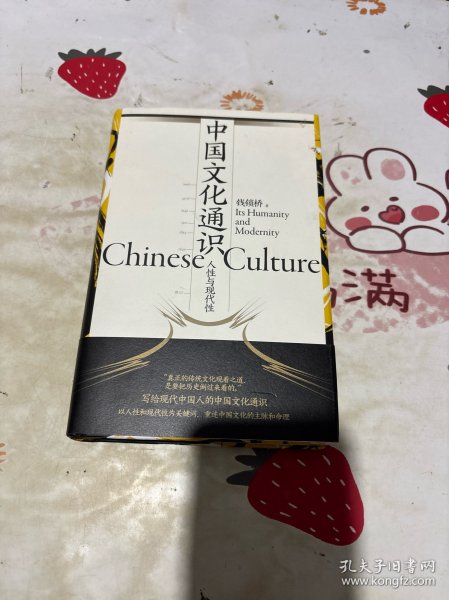 中国文化通识
人性与现代性
钱锁桥 著
Its Humanity
and
Modernity
Chinese Culture
“真正的传统文化观看之道，
是要把历史倒过来看的。”
写给现代中国人的中国文化通识
以人性和现代性为关键词，重述中国文化的主脉和命理
满
孔夫子旧书网
www.kongfz.com